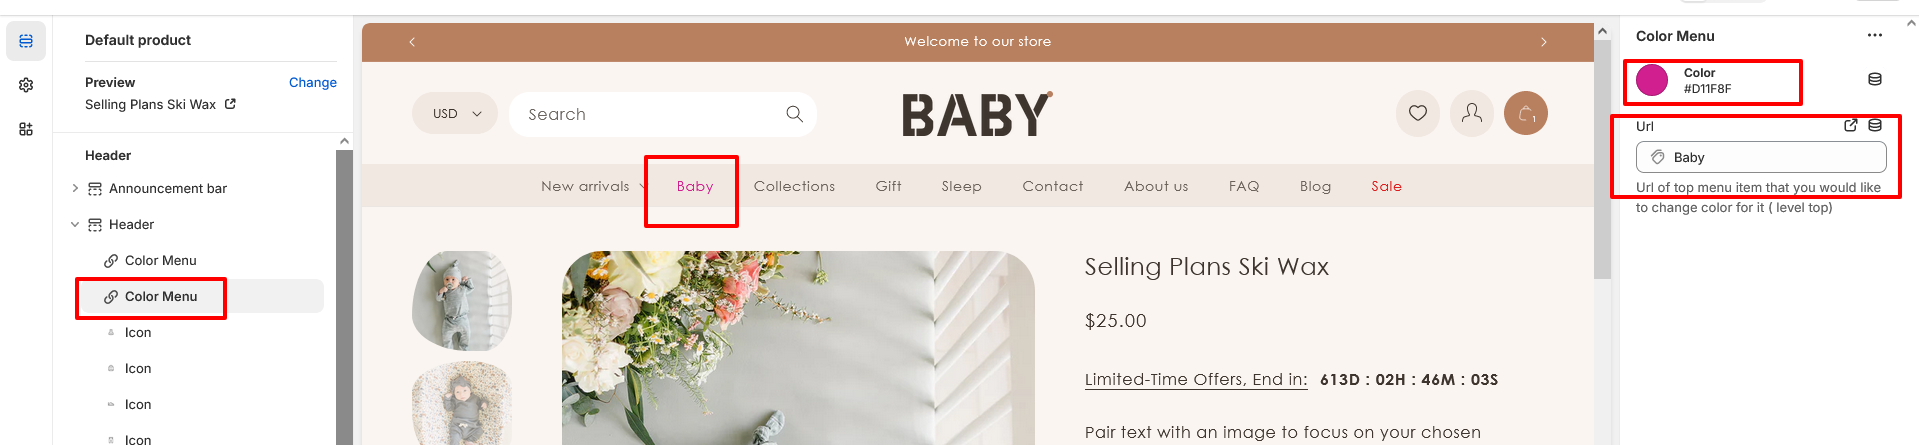 Default product
Preview
Change
Selling Plans Ski Wax
Header
Announcement bar
Header
Color Menu
Color Menu
Icon
Icon
Icon
Icon
Welcome to our store
USD
Search
BABY
1
New arrivals
Baby
Collections
Gift
Sleep
Contact
About us
FAQ
Blog
Sale
Selling Plans Ski Wax
$25.00
Limited-Time Offers, End in: 613D : 02H : 46M : 03S
Pair text with an image to focus on your chosen
Color Menu
Color
#D11F8F
Url
Baby
Url of top menu item that you would like
to change color for it ( level top)